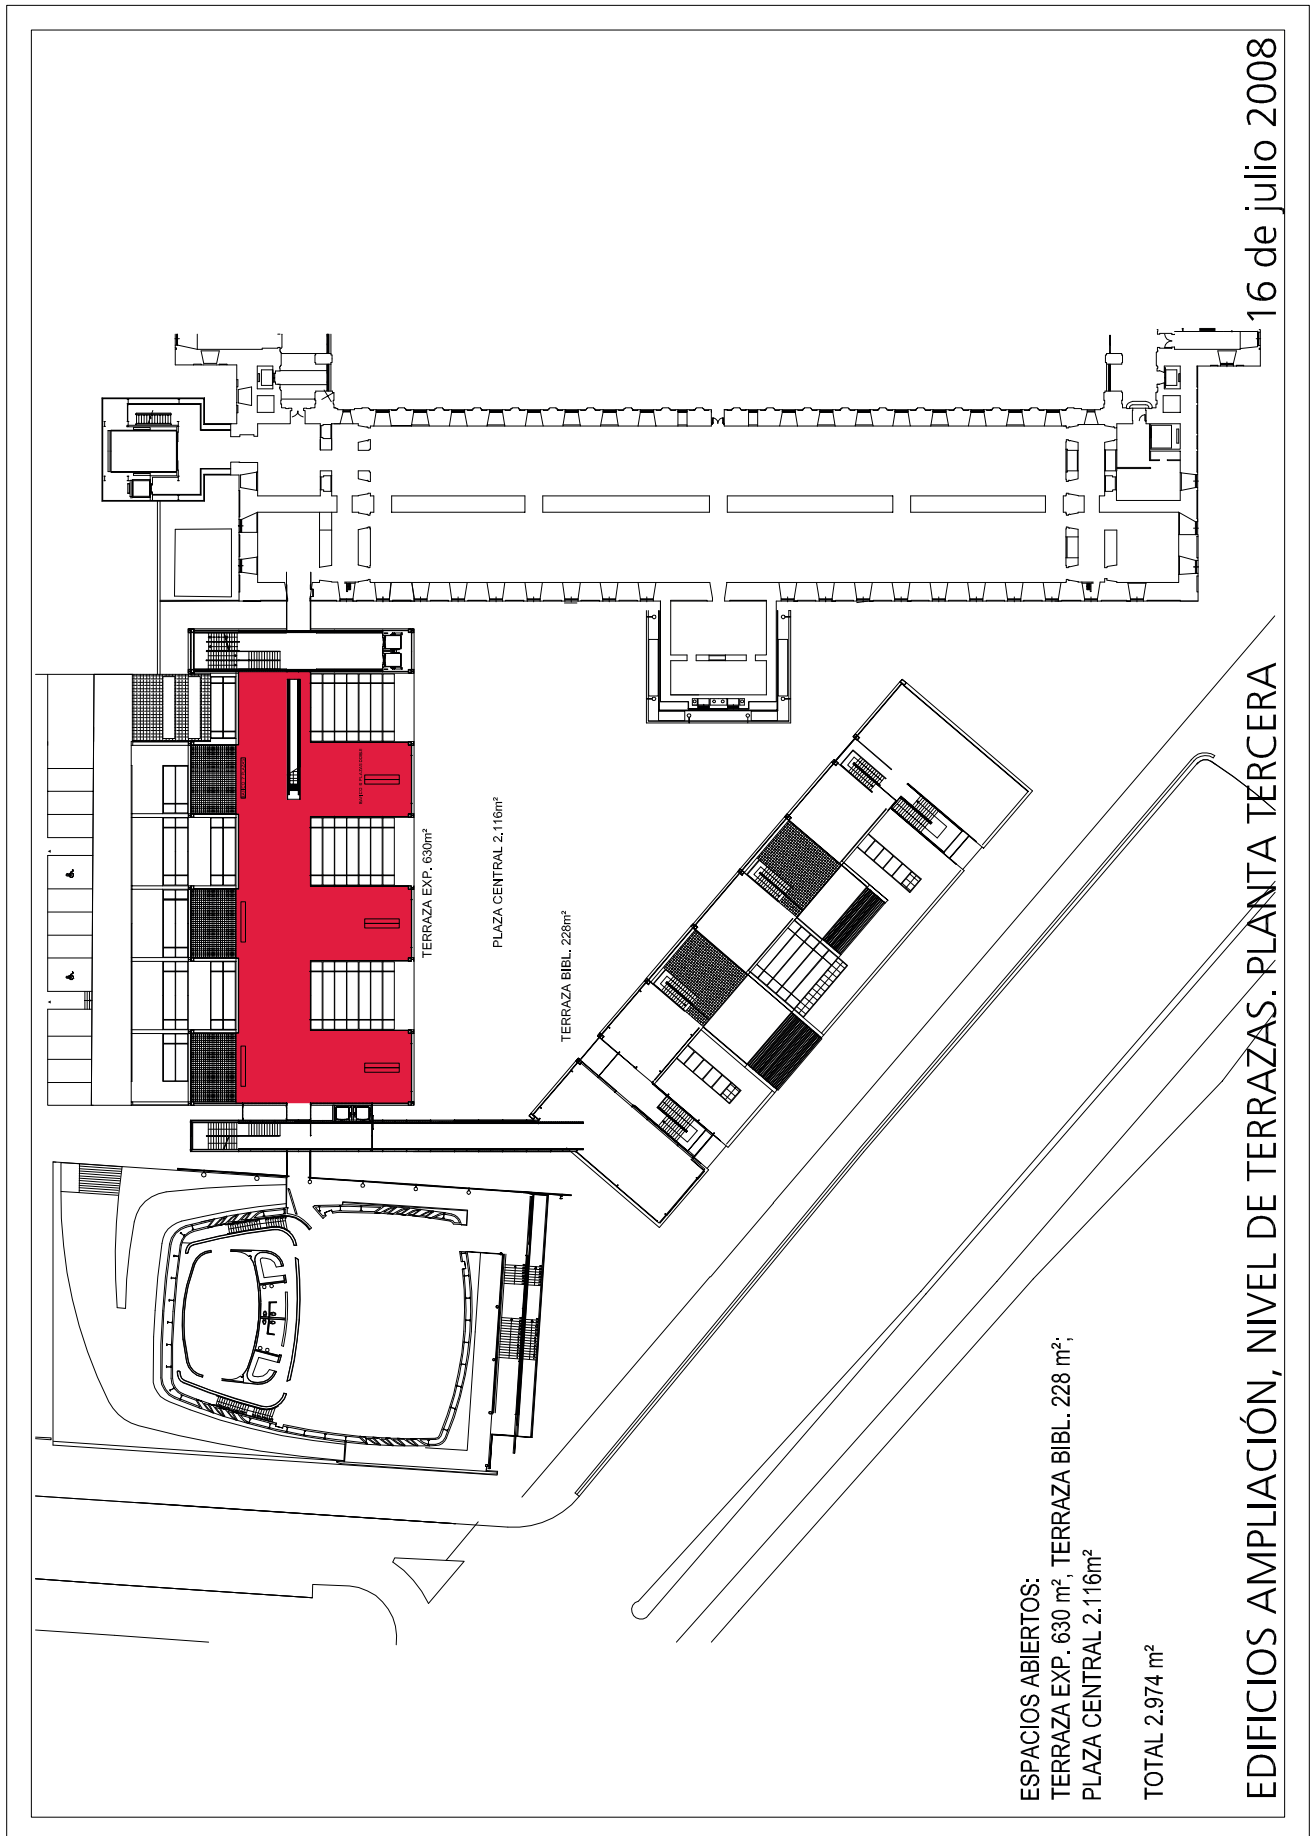 TERRAZA EXP. 630m²
PLAZA CENTRAL 2.116m²
TERRAZA BIBL. 228m²
ESPACIOS ABIERTOS:
TERRAZA EXP. 630 m², TERRAZA BIBL. 228 m²;
PLAZA CENTRAL 2.116m²
TOTAL 2.974 m²
EDIFICIOS AMPLIACIÓN, NIVEL DE TERRAZAS. PLANTA TERCERA
16 de julio 2008